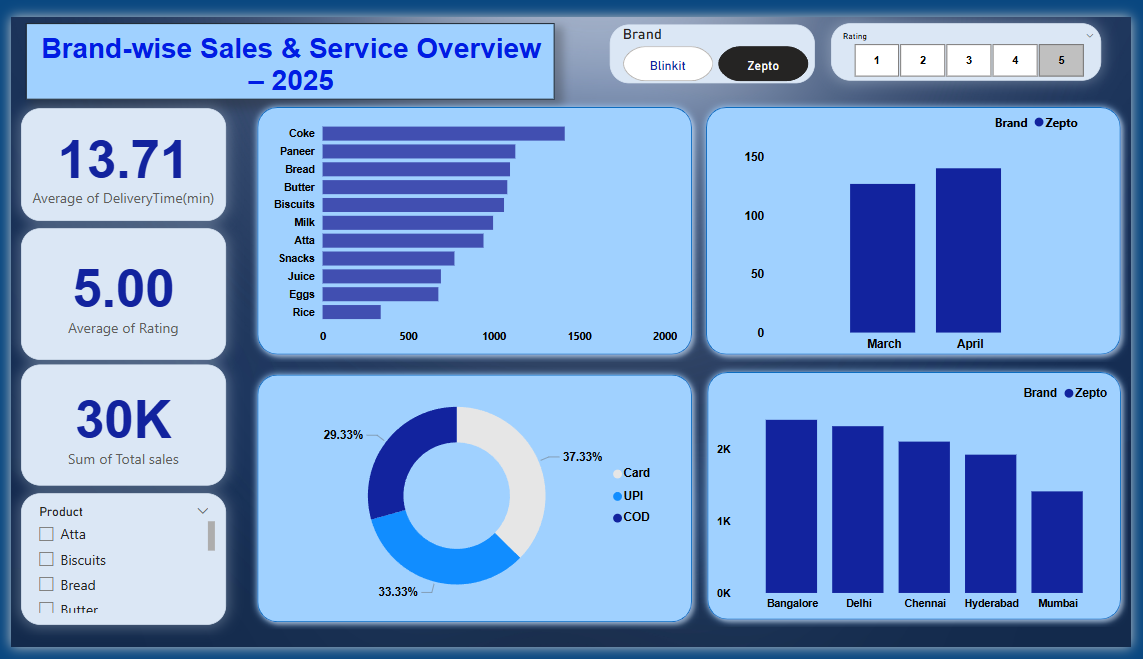 Brand-wise Sales & Service Overview
– 2025
Brand
Blinkit
Zepto
Rating
1
2
3
4
5
13.71
Average of DeliveryTime(min)
5.00
Average of Rating
30K
Sum of Total sales
Product
Atta
Biscuits
Bread
Butter
Coke
Paneer
Bread
Butter
Biscuits
Milk
Atta
Snacks
Juice
Eggs
Rice
0 500 1000 1500 2000
Brand Zepto
150
100
50
0
March April
29.33%
37.33%
33.33%
Card
UPI
COD
Brand Zepto
2K
1K
0K
Bangalore Delhi Chennai Hyderabad Mumbai